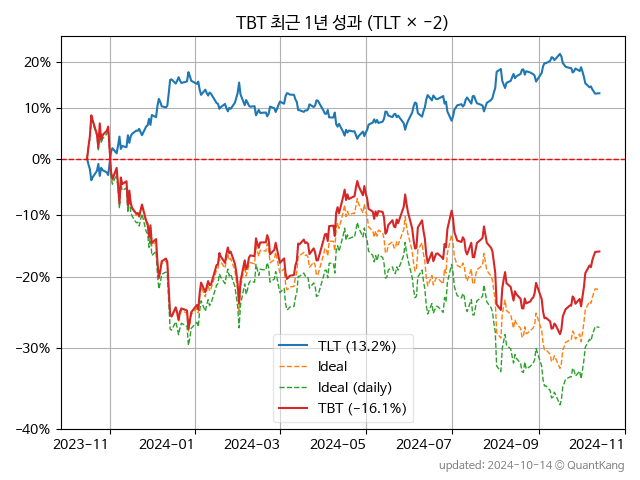 TBT 최근 1년 성과 (TLT × −2)
20%
10%
0%
−10%
−20%
−30%
−40%
TLT (13.2%)
Ideal
Ideal (daily)
TBT (−16.1%)
2023-11
2024-01
2024-03
2024-05
2024-07
2024-09
2024-11
updated: 2024-10-14 © QuantKang